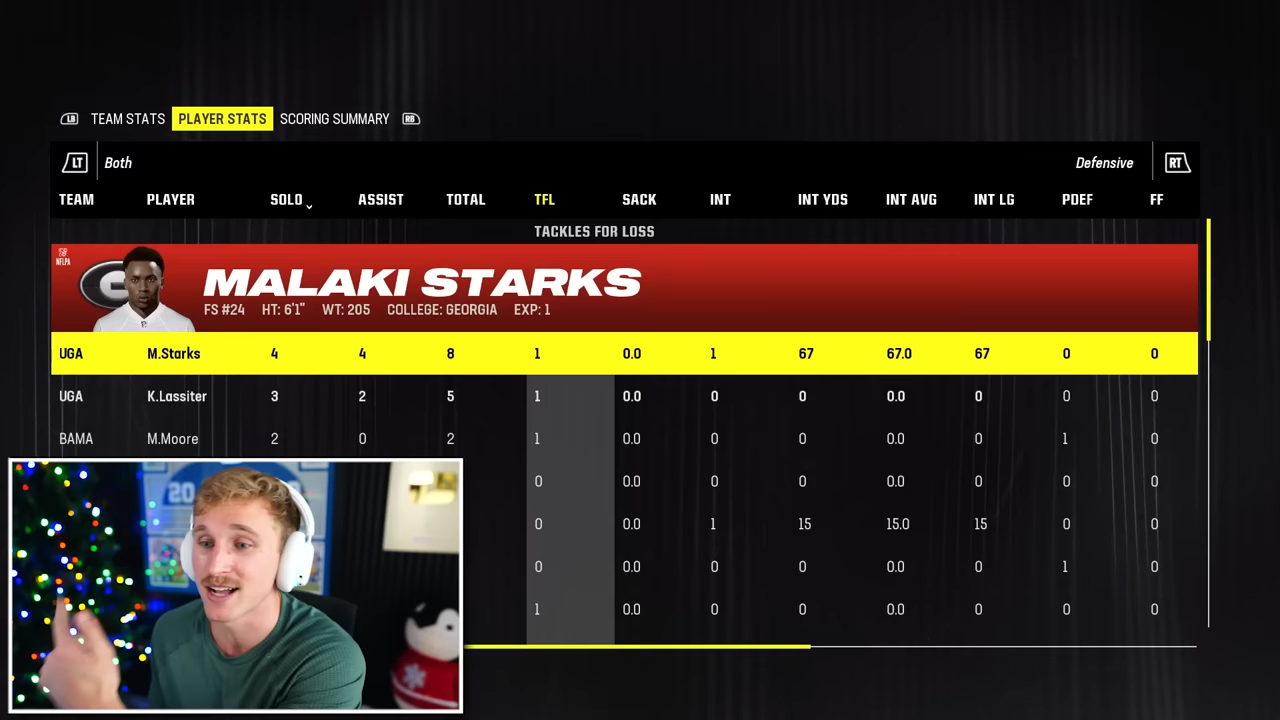 LB TEAM STATS PLAYER STATS SCORING SUMMARY RB
LT Both Defensive RT
TEAM PLAYER SOLO ASSIST TOTAL TFL SACK INT INT YDS INT AVG INT LG PDEF FF
TACKLES FOR LOSS
NFLPA
G
MALAKI STARKS
FS #24 HT: 6'1" WT: 205 COLLEGE: GEORGIA EXP: 1
UGA M.Starks 4 4 8 1 0.0 1 67 67.0 67 0 0
UGA K.Lassiter 3 2 5 1 0.0 0 0 0.0 0 0 0
BAMA M.Moore 2 0 2 1 0.0 0 0 0.0 0 1 0
0 0.0 0 0 0.0 0 0 0
0 0.0 1 15 15.0 15 0 0
0 0.0 0 0 0.0 0 1 0
1 0.0 0 0 0.0 0 0 0
20